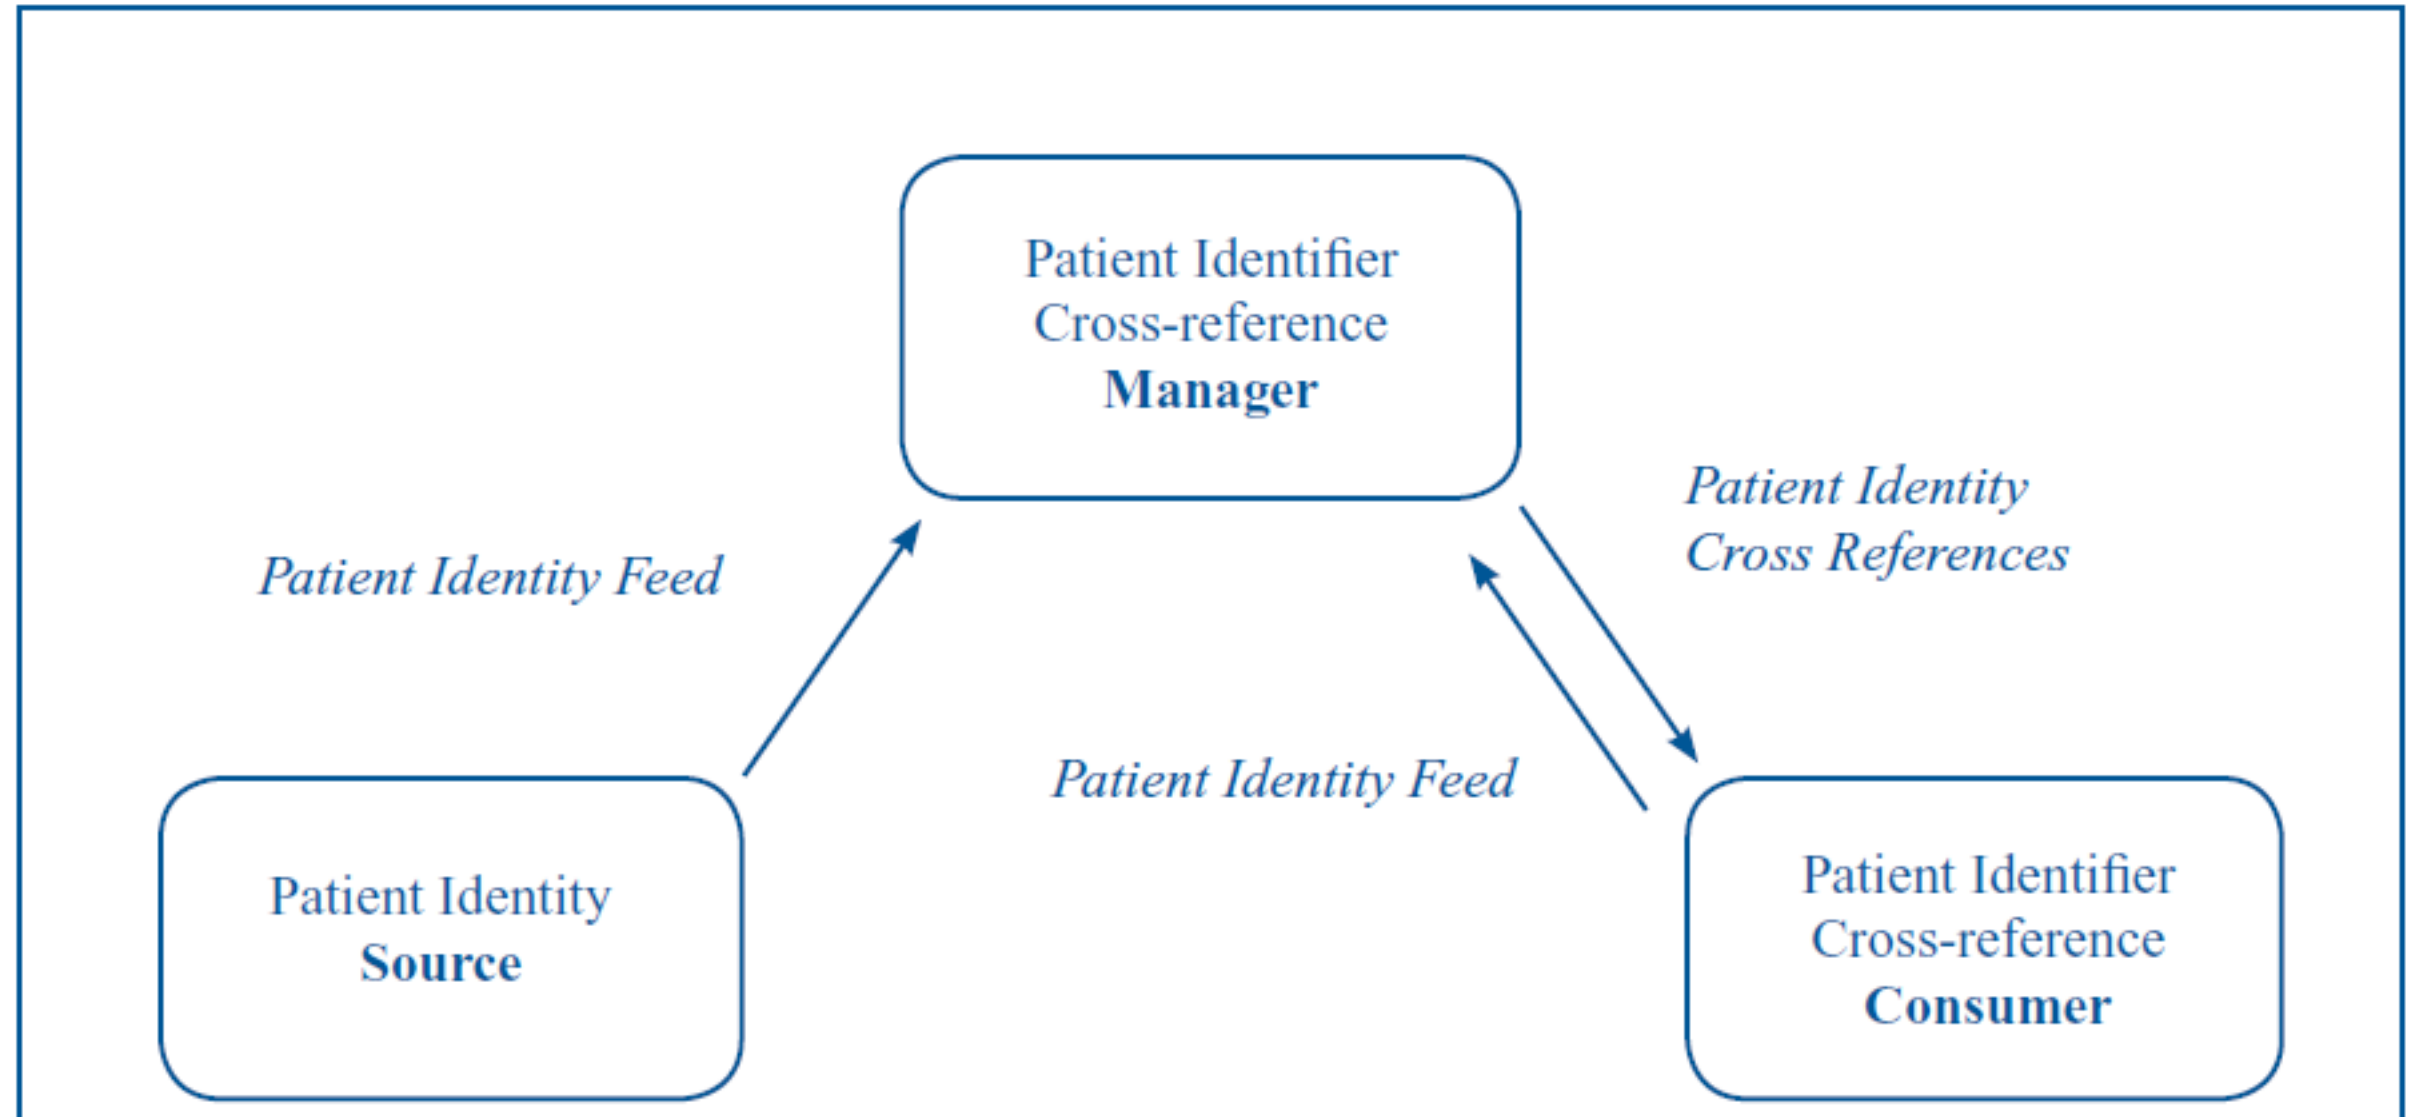 Patient Identifier
Cross-reference
Manager
Patient Identity
Cross References
Patient Identity Feed
Patient Identity Feed
Patient Identity
Source
Patient Identifier
Cross-reference
Consumer